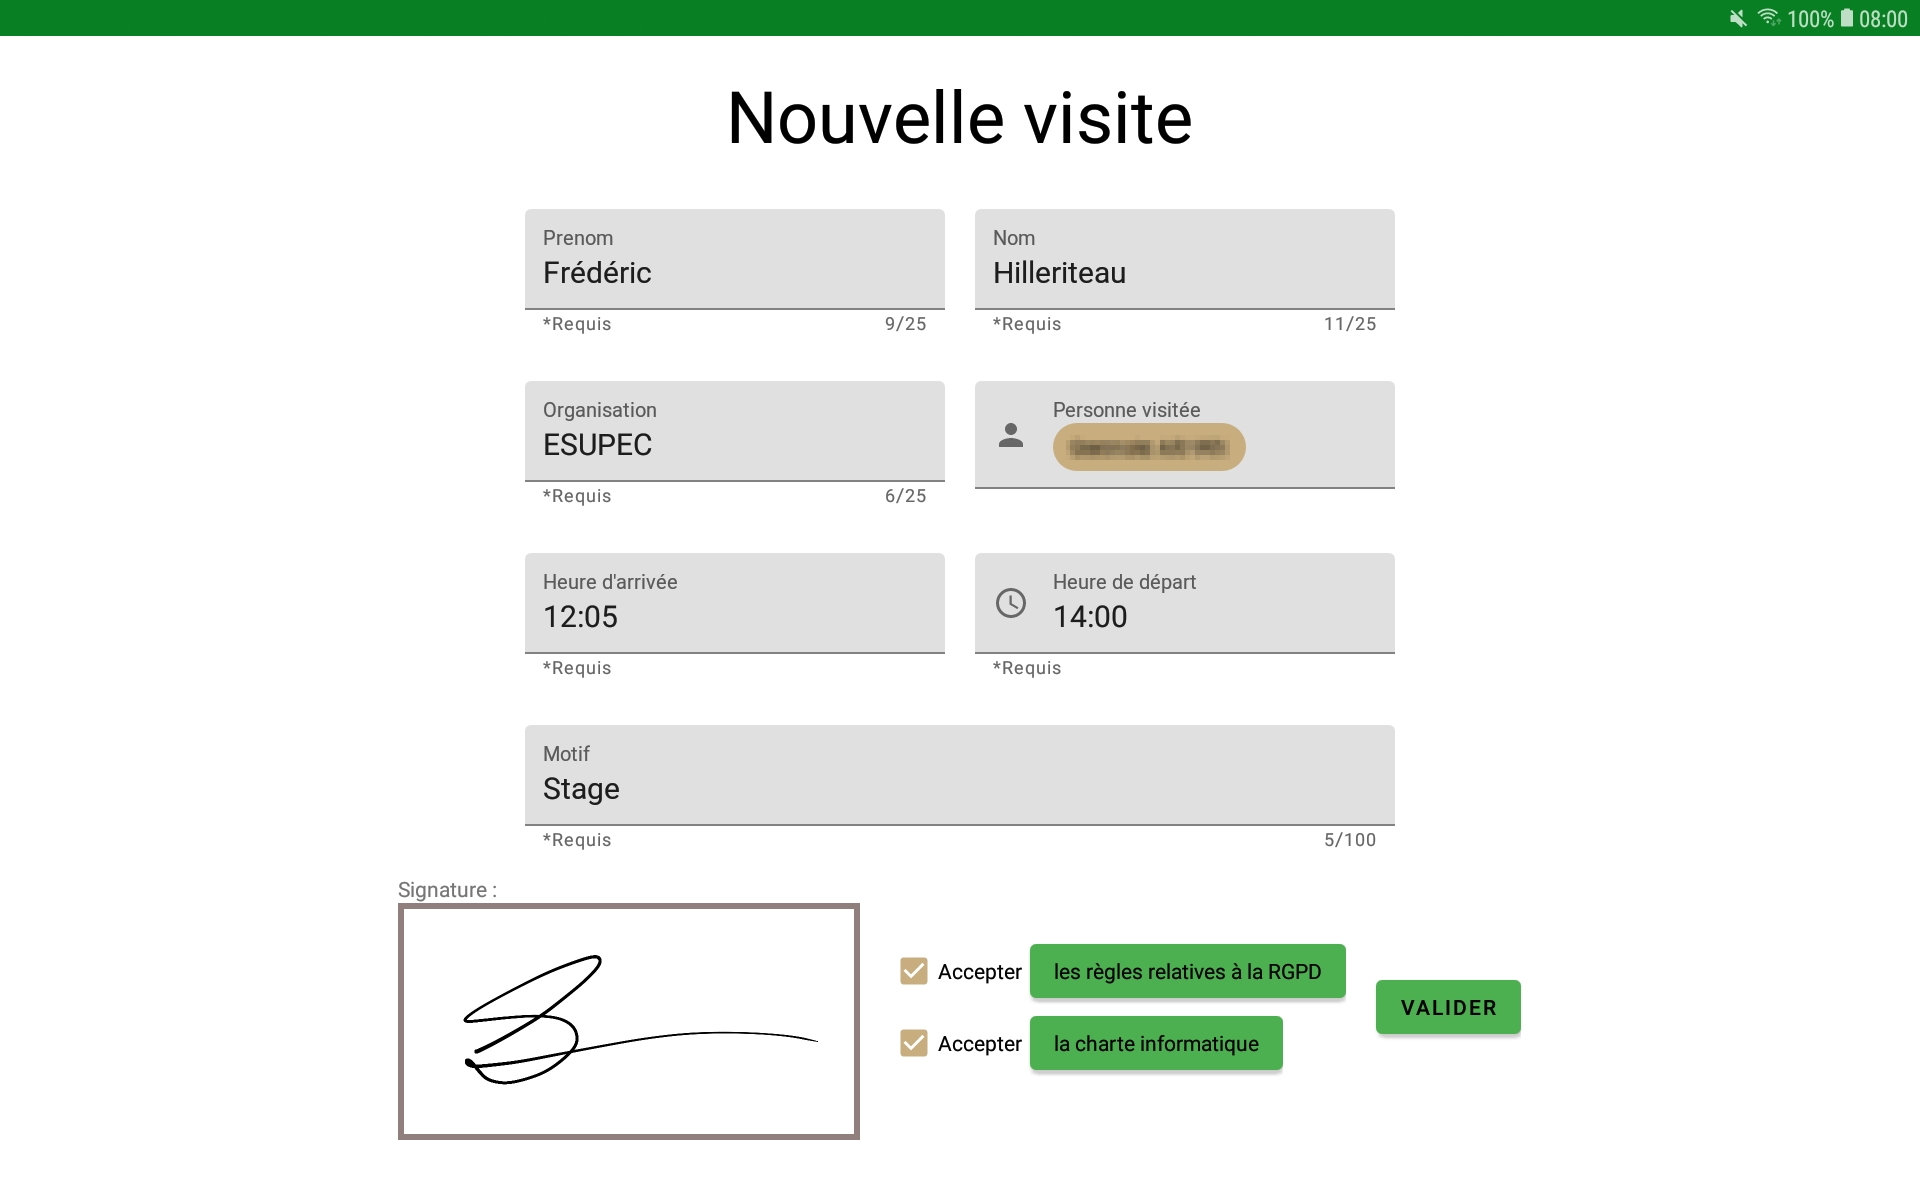 100% 08:00
Nouvelle visite
Prenom
Frédéric
*Requis 9/25
Nom
Hilleriteau
*Requis 11/25
Organisation
ESUPEC
*Requis 6/25
Personne visitée
Heure d'arrivée
12:05
*Requis
Heure de départ
14:00
*Requis
Motif
Stage
*Requis 5/100
Signature :
Accepter les règles relatives à la RGPD
Accepter la charte informatique
VALIDER